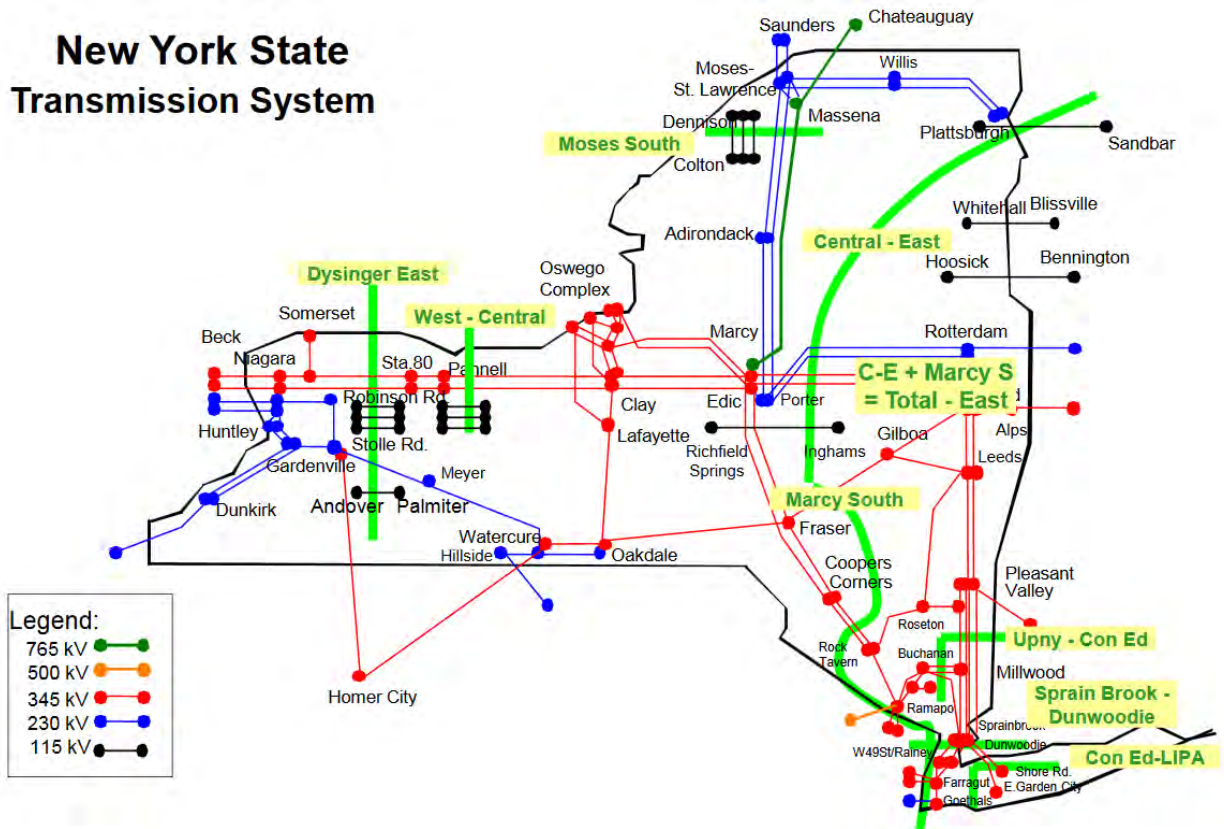 New York State
Transmission System
Saunders
Chateauguay
Moses-
St. Lawrence
Willis
Massena
Dennison
Plattsburgh
Sandbar
Moses South
Colton
Whitehall
Blissville
Adirondack
Central - East
Hoosick
Bennington
Oswego
Complex
Dysinger East
Somerset
West - Central
Marcy
Rotterdam
Beck
Niagara
Sta.80
Pannell
C-E + Marcy S
= Total - East
Robinson Rd
Clay
Edic
Porter
Huntley
Stolle Rd.
Lafayette
Richfield
Springs
Inghams
Gilboa
Alps
Leeds
Gardenville
Meyer
Andover
Palmiter
Dunkirk
Marcy South
Fraser
Watercure
Hillside
Oakdale
Coopers
Corners
Pleasant
Valley
Legend:
765 kV
500 kV
345 kV
230 kV
115 kV
Roseton
Rock
Tavern
Buchanan
Upny - Con Ed
Millwood
Homer City
Ramapo
Sprain Brook -
Dunwoodie
Sprainbrook
Dunwoodie
W49St/Rainey
Con Ed-LIPA
Shore Rd.
Farragut
E.Garden City
Goethals